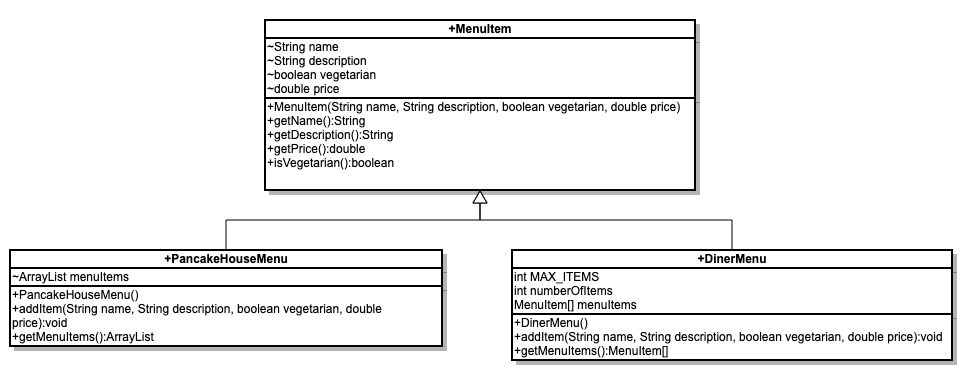 +MenuItem
~String name
~String description
~boolean vegetarian
~double price
+MenuItem(String name, String description, boolean vegetarian, double price)
+getName():String
+getDescription():String
+getPrice():double
+isVegetarian():boolean
+PancakeHouseMenu
~ArrayList menuItems
+PancakeHouseMenu()
+addItem(String name, String description, boolean vegetarian, double
price):void
+getMenuItems():ArrayList
+DinerMenu
int MAX_ITEMS
int numberOfItems
MenuItem[] menuItems
+DinerMenu()
+addItem(String name, String description, boolean vegetarian, double price):void
+getMenuItems():MenuItem[]